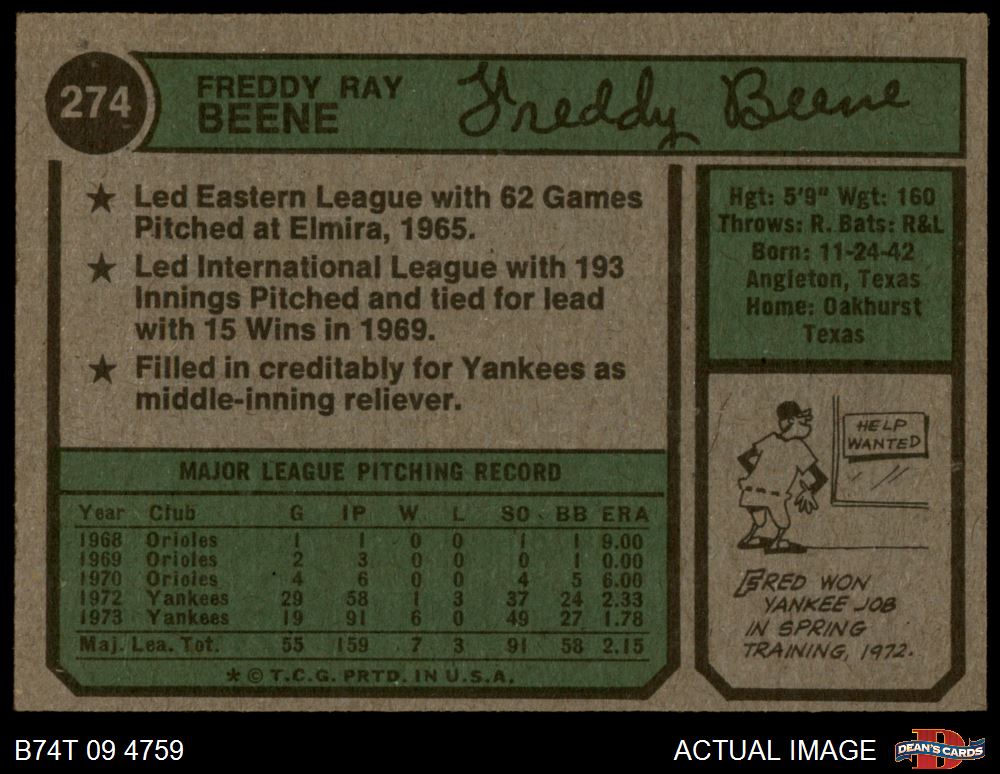 274
FREDDY RAY
BEENE
Freddy Beene
★ Led Eastern League with 62 Games
Pitched at Elmira, 1965.
★ Led International League with 193
Innings Pitched and tied for lead
with 15 Wins in 1969.
★ Filled in creditably for Yankees as
middle-inning reliever.
Hgt: 5'9" Wgt: 160
Throws: R. Bats: R&L
Born: 11-24-42
Angleton, Texas
Home: Oakhurst
Texas
HELP
WANTED
FRED WON
YANKEE JOB
IN SPRING
TRAINING, 1972.
MAJOR LEAGUE PITCHING RECORD
Year Club G IP W L SO BB ERA
1968 Orioles 1 1 0 0 1 1 9.00
1969 Orioles 2 3 0 0 0 1 0.00
1970 Orioles 4 6 0 0 4 5 6.00
1972 Yankees 29 58 1 3 37 24 2.33
1973 Yankees 19 91 6 0 49 27 1.78
Maj. Lea. Tot. 55 159 7 3 91 58 2.15
* © T.C.G. PRTD. IN U.S.A.
B74T 09 4759
ACTUAL IMAGE
D
DEAN'S CARDS